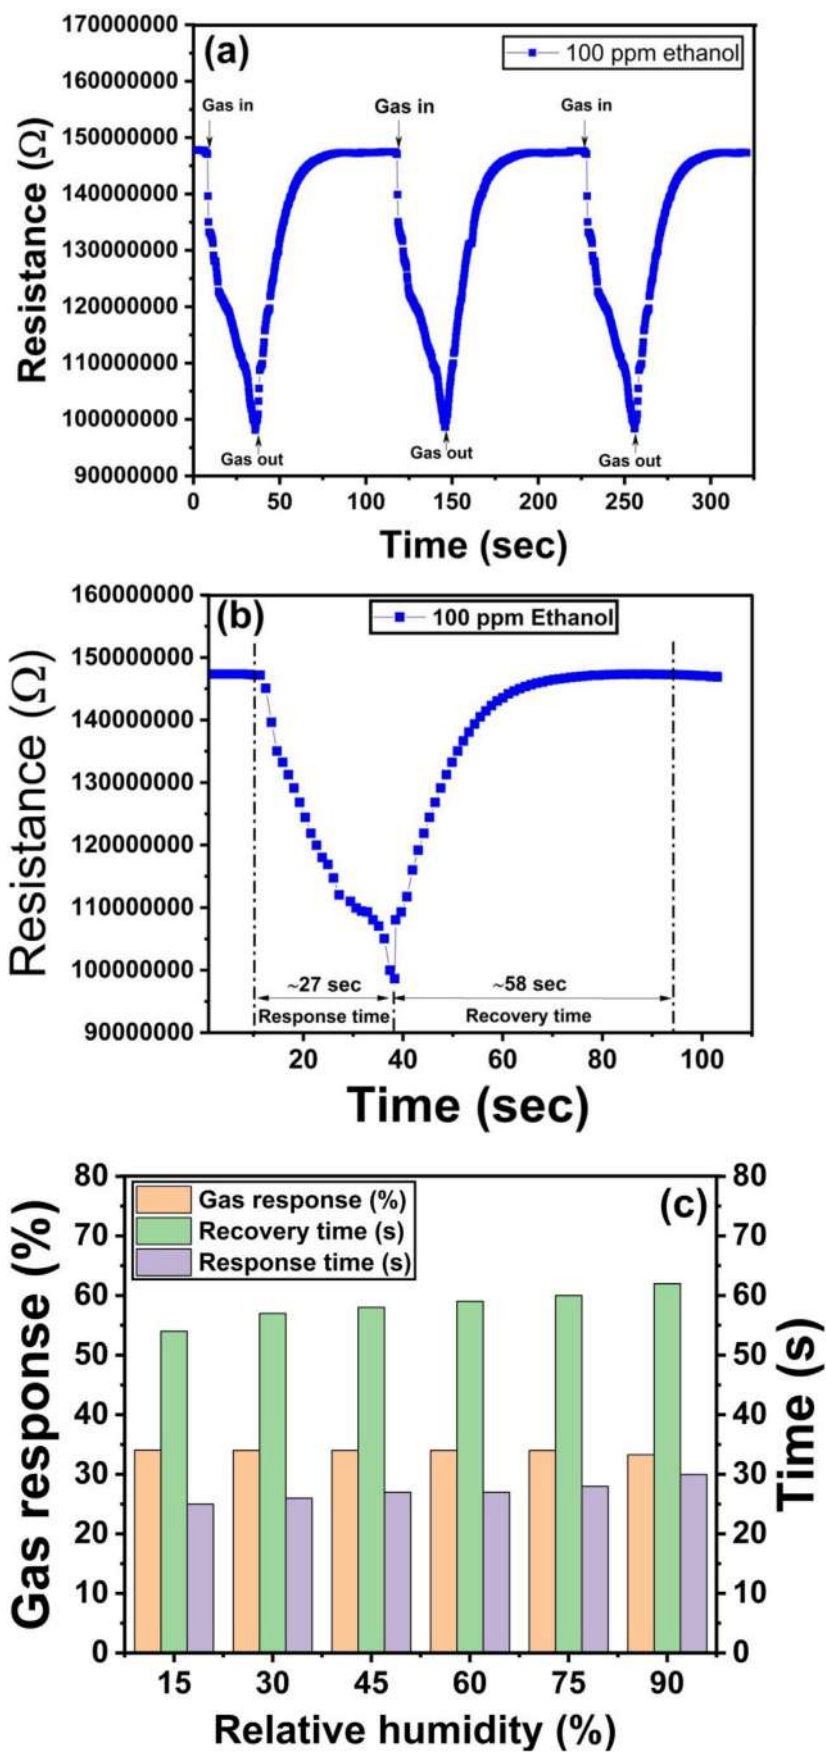 170000000
(a)
100 ppm ethanol
160000000
Gas in
Gas in
Gas in
150000000
140000000
130000000
120000000
110000000
100000000
90000000
Gas out
Gas out
Gas out
Resistance (Ω)
0 50 100 150 200 250 300
Time (sec)
160000000
(b)
100 ppm Ethanol
150000000
140000000
130000000
120000000
110000000
100000000
90000000
Resistance (Ω)
~27 sec
~58 sec
Response time
Recovery time
20 40 60 80 100
Time (sec)
80
70
60
50
40
30
20
10
0
Gas response (%)
Gas response (%)
Recovery time (s)
Response time (s)
(c)
80
70
60
50
40
30
20
10
0
Time (s)
15 30 45 60 75 90
Relative humidity (%)